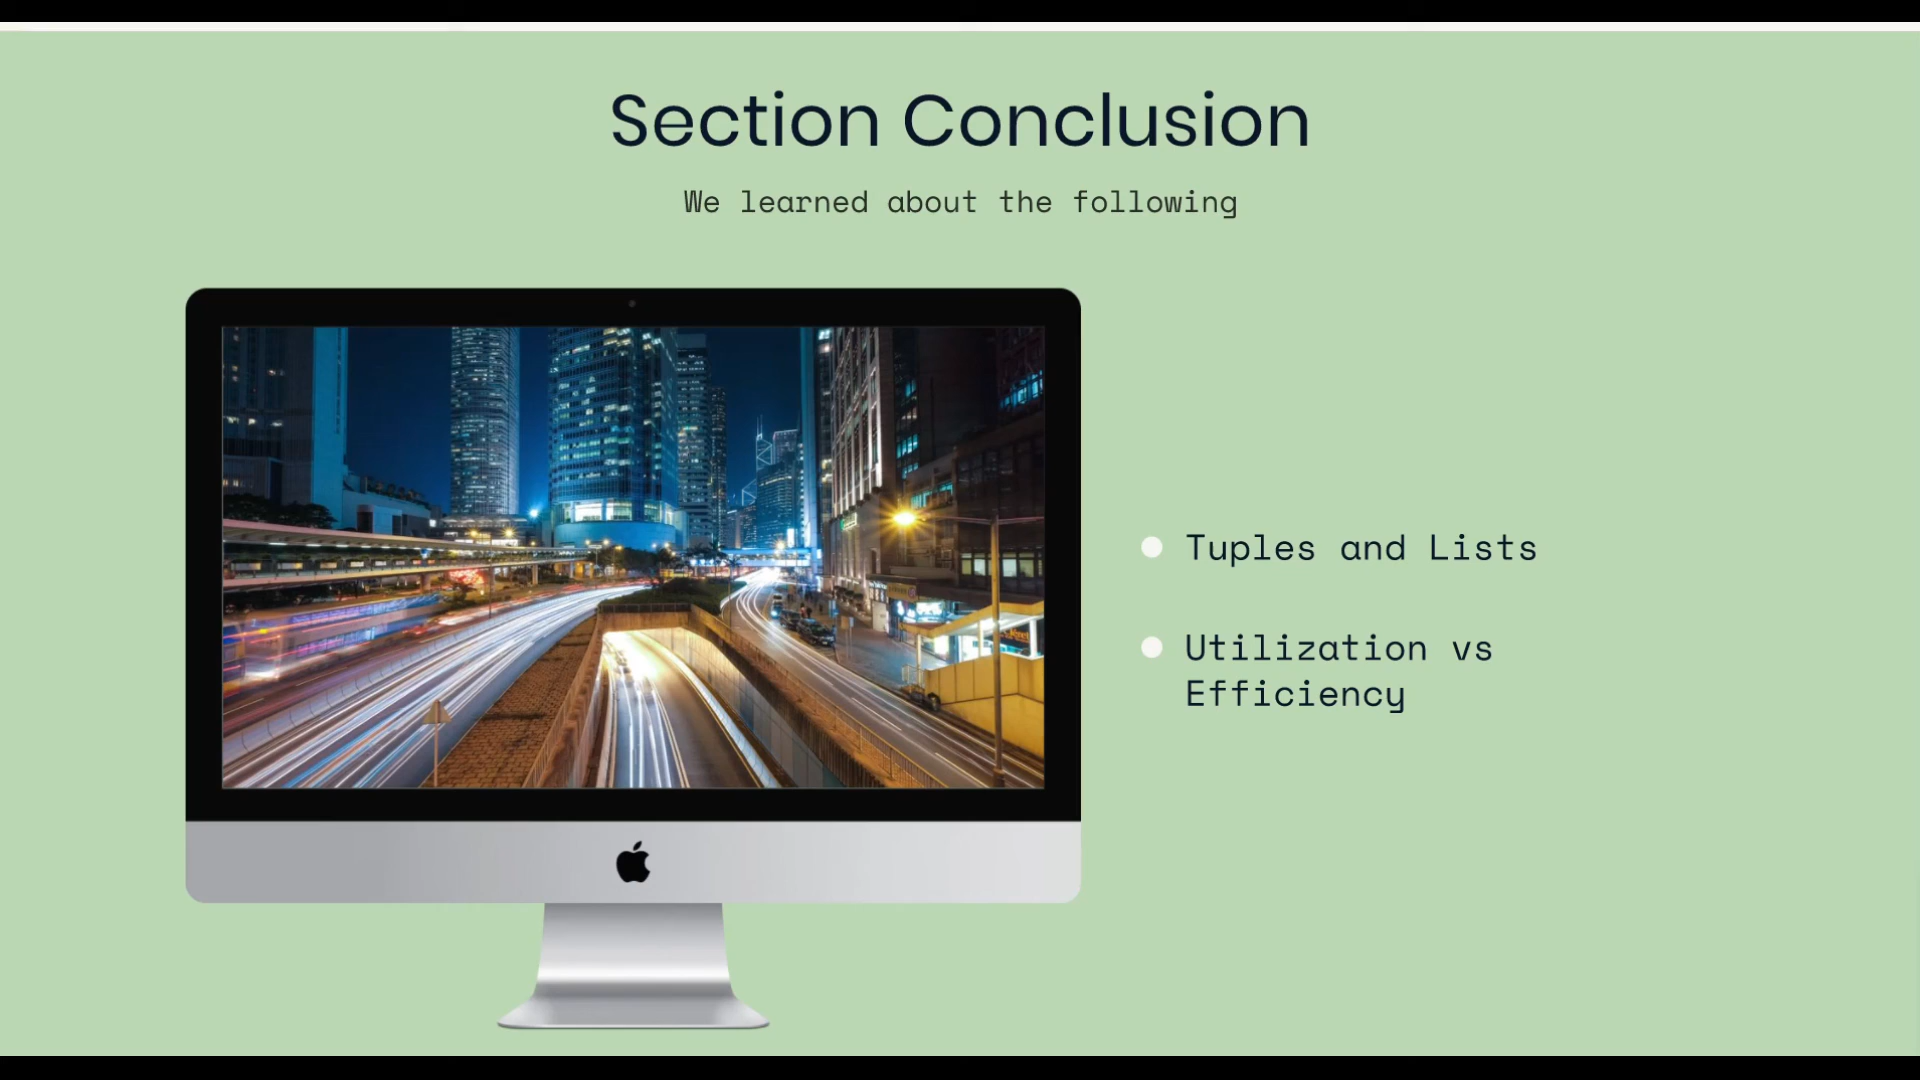 Section Conclusion
We learned about the following
Tuples and Lists
Utilization vs
Efficiency